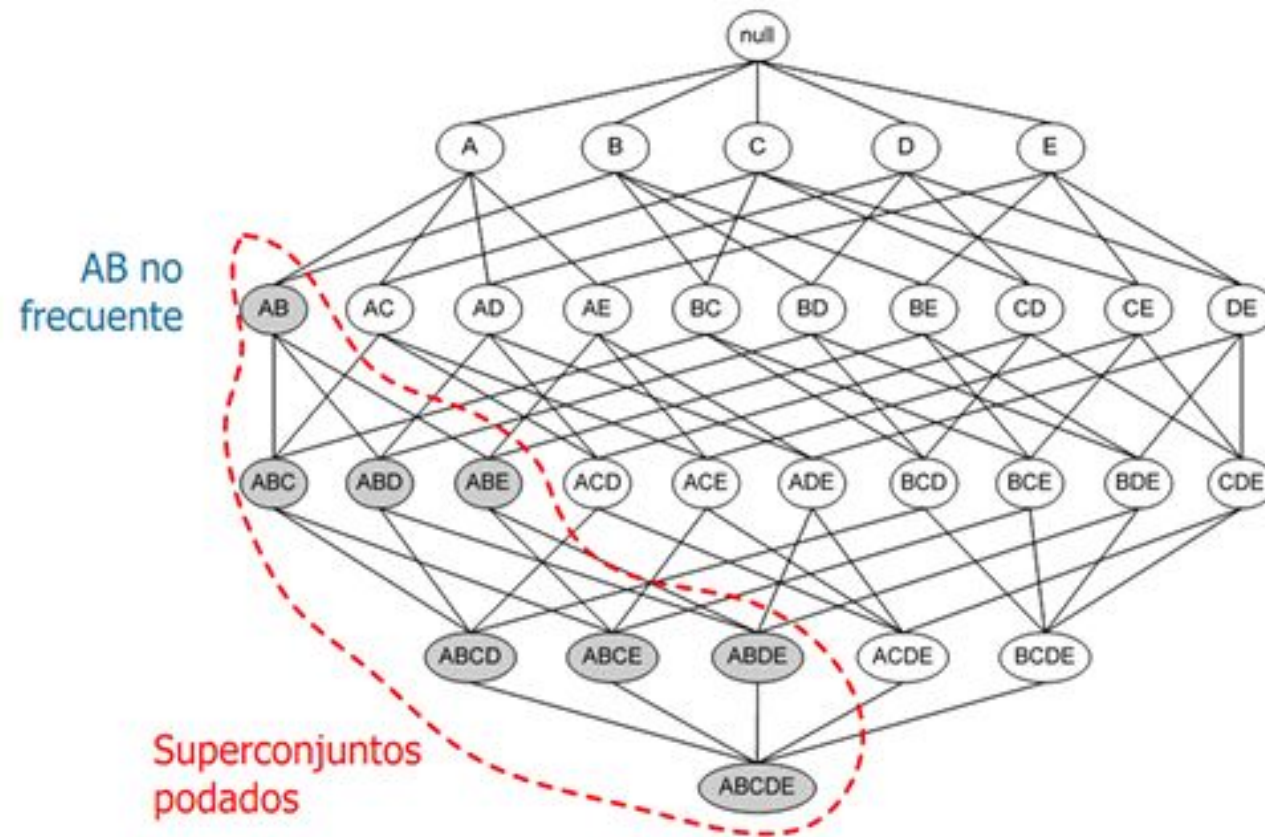 null
A B C D E
AB no
frecuente
AB AC AD AE BC BD BE CD CE DE
ABC ABD ABE ACD ACE ADE BCD BCE BDE CDE
ABCD ABCE ABDE ACDE BCDE
Superconjuntos
podados
ABCDE